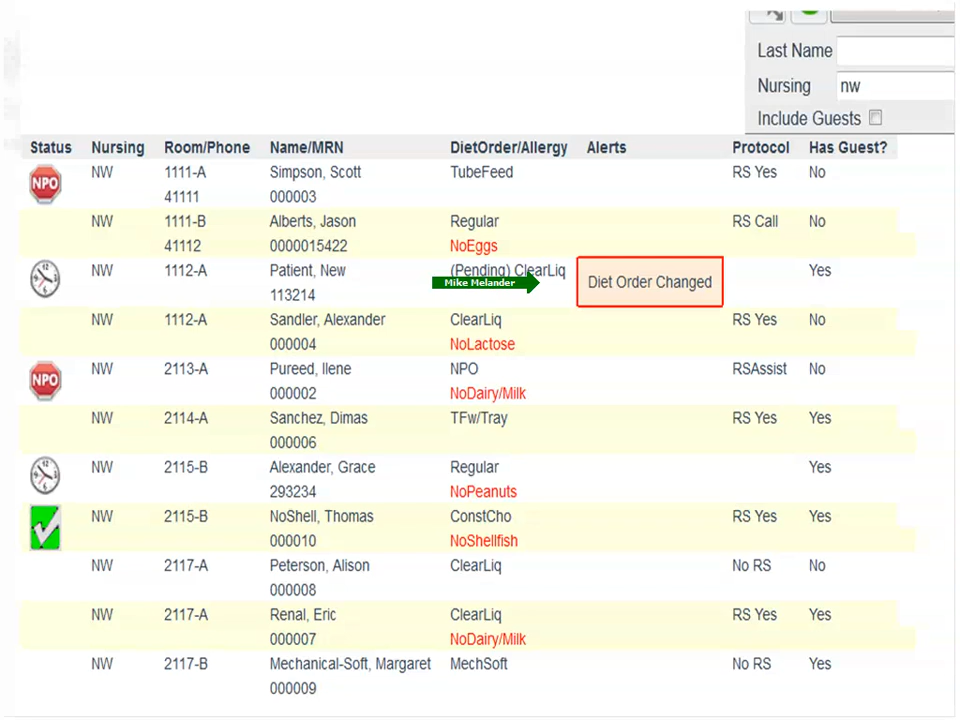 Last Name
Nursing nw
Include Guests
Status Nursing Room/Phone Name/MRN DietOrder/Allergy Alerts Protocol Has Guest?
NPO NW 1111-A Simpson, Scott TubeFeed RS Yes No
41111 000003
NW 1111-B Alberts, Jason Regular RS Call No
41112 0000015422 NoEggs
NW 1112-A Patient, New (Pending) ClearLiq Yes
Mike Melander Diet Order Changed
113214
NW 1112-A Sandler, Alexander ClearLiq RS Yes No
000004 NoLactose
NPO NW 2113-A Pureed, Ilene NPO RSAssist No
000002 NoDairy/Milk
NW 2114-A Sanchez, Dimas TFw/Tray RS Yes Yes
000006
NW 2115-B Alexander, Grace Regular Yes
293234 NoPeanuts
NW 2115-B NoShell, Thomas ConstCho RS Yes Yes
000010 NoShellfish
NW 2117-A Peterson, Alison ClearLiq No RS No
000008
NW 2117-A Renal, Eric ClearLiq RS Yes Yes
000007 NoDairy/Milk
NW 2117-B Mechanical-Soft, Margaret MechSoft No RS Yes
000009